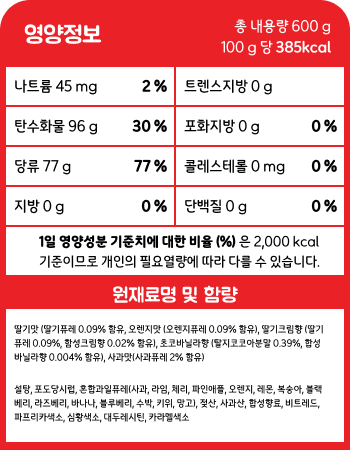 영양정보
총 내용량 600 g
100 g 당 385kcal
나트륨 45 mg 2 % 트렌스지방 0 g
탄수화물 96 g 30 % 포화지방 0 g 0 %
당류 77 g 77 % 콜레스테롤 0 mg 0 %
지방 0 g 0 % 단백질 0 g 0 %
1일 영양성분 기준치에 대한 비율 (%) 은 2,000 kcal
기준이므로 개인의 필요열량에 따라 다를 수 있습니다.
원재료명 및 함량
딸기맛 (딸기퓨레 0.09% 함유, 오렌지맛 (오렌지퓨레 0.09% 함유), 딸기크림향 (딸기
퓨레 0.09%, 함성크림향 0.02% 함유), 초코바닐라향 (탈지코코아분말 0.39%, 합성
바닐라향 0.004% 함유), 사과맛(사과퓨레 2% 함유)
설탕, 포도당시럽, 혼합과일퓨레(사과, 라임, 체리, 파인애플, 오렌지, 레몬, 복숭아, 블랙
베리, 라즈베리, 바나나, 블루베리, 수박, 키위, 망고), 젖산, 사과산, 합성향료, 비트레드,
파프리카색소, 심황색소, 대두레시틴, 카라멜색소